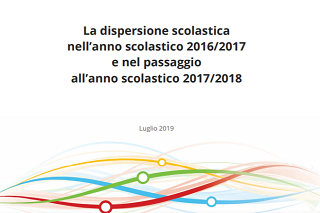 La dispersione scolastica
nell’anno scolastico 2016/2017
e nel passaggio
all’anno scolastico 2017/2018
Luglio 2019